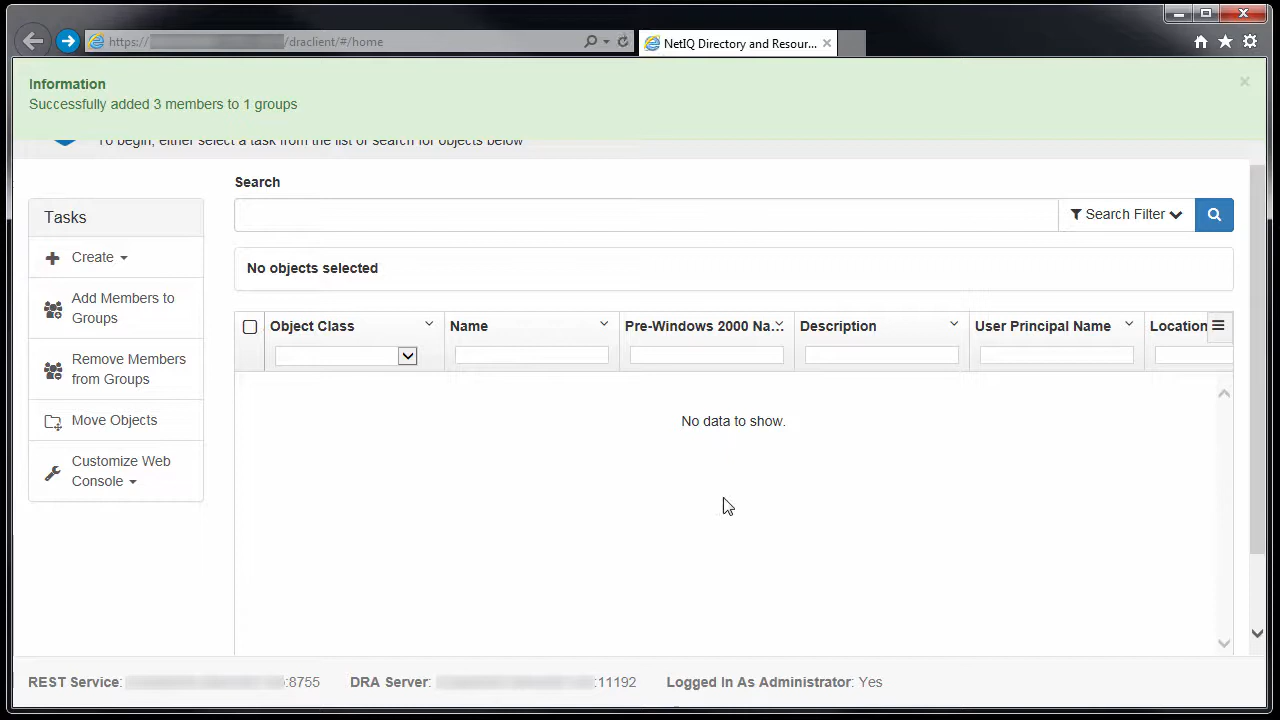 https:// /draclient/#/home
NetIQ Directory and Resour...
Information
Successfully added 3 members to 1 groups
To begin, either select a task from the list or search for objects below
Search
Search Filter
Tasks
Create
Add Members to
Groups
Remove Members
from Groups
Move Objects
Customize Web
Console
No objects selected
Object Class Name Pre-Windows 2000 Na... Description User Principal Name Location
No data to show.
REST Service: :8755 DRA Server: :11192 Logged In As Administrator: Yes